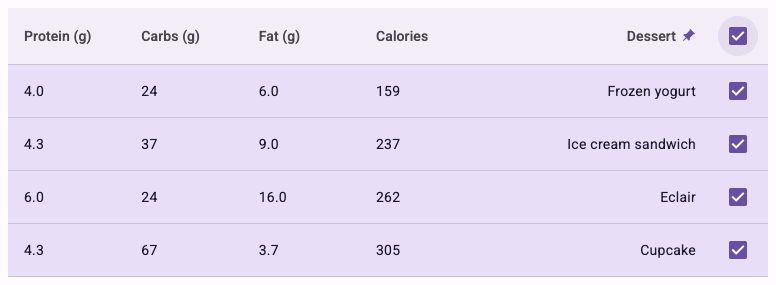 Protein (g) Carbs (g) Fat (g) Calories Dessert
4.0 24 6.0 159 Frozen yogurt
4.3 37 9.0 237 Ice cream sandwich
6.0 24 16.0 262 Eclair
4.3 67 3.7 305 Cupcake